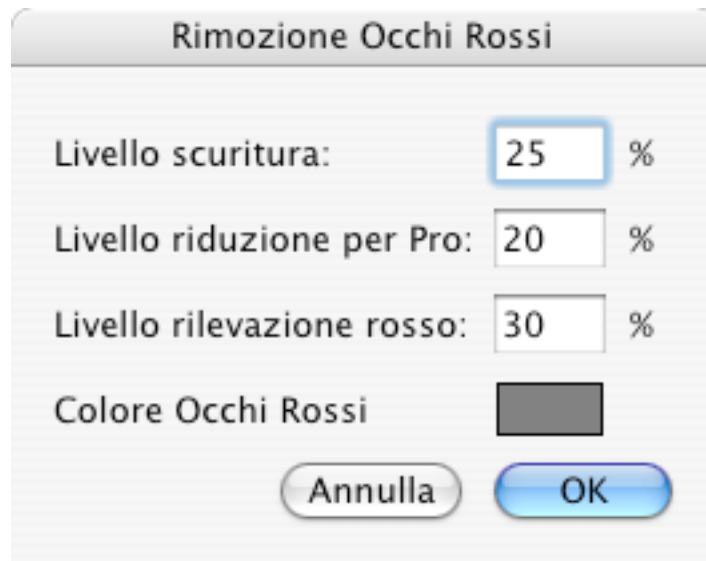 Rimozione Occhi Rossi
Livello scuritura: 25 %
Livello riduzione per Pro: 20 %
Livello rilevazione rosso: 30 %
Colore Occhi Rossi
Annulla OK